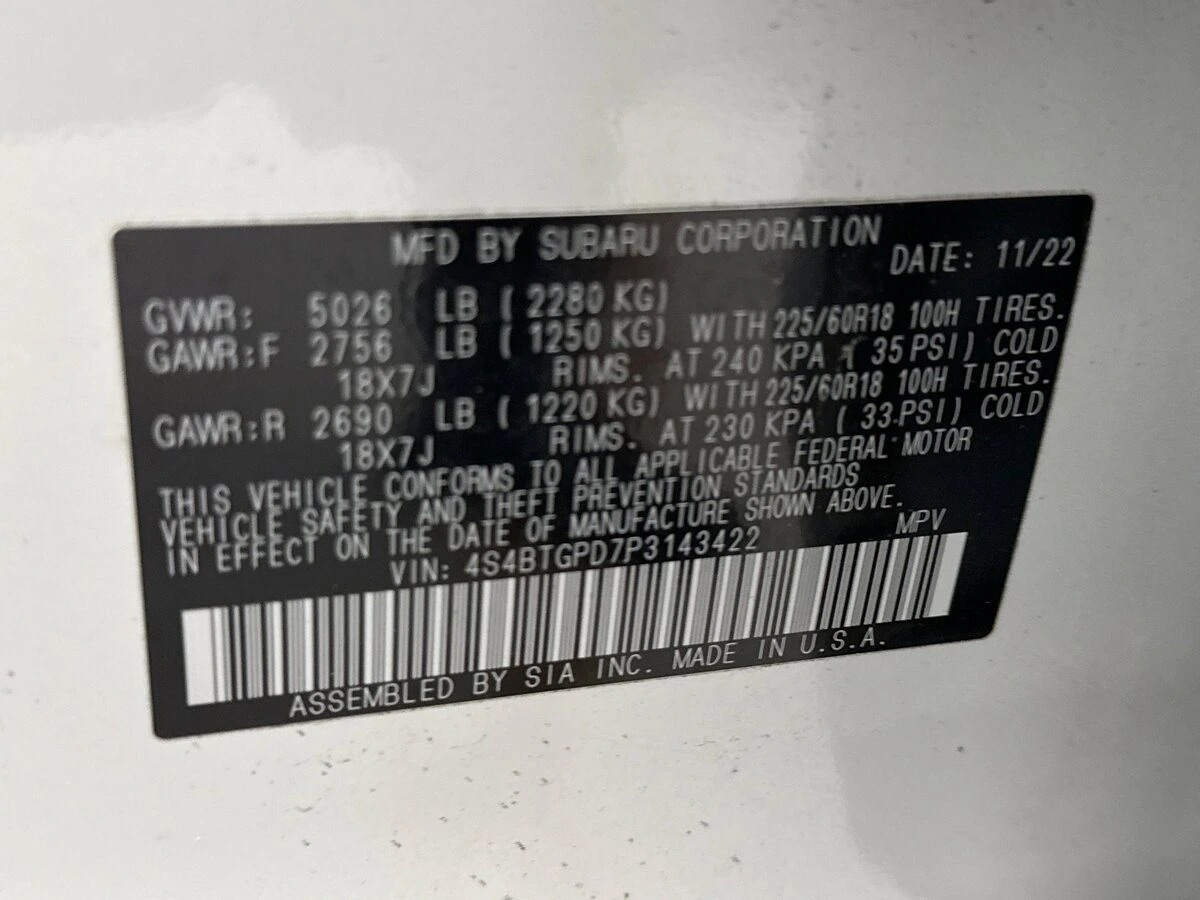 MFD BY SUBARU CORPORATION DATE: 11/22
GVWR: 5026 LB ( 2280 KG)
GAWR:F 2756 LB ( 1250 KG) WITH 225/60R18 100H TIRES.
18X7J RIMS. AT 240 KPA ( 35 PSI) COLD
GAWR:R 2690 LB ( 1220 KG) WITH 225/60R18 100H TIRES.
18X7J RIMS. AT 230 KPA ( 33 PSI) COLD
THIS VEHICLE CONFORMS TO ALL APPLICABLE FEDERAL MOTOR
VEHICLE SAFETY AND THEFT PREVENTION STANDARDS
IN EFFECT ON THE DATE OF MANUFACTURE SHOWN ABOVE.
VIN: 4S4BTGPD7P3143422 MPV
ASSEMBLED BY SIA INC. MADE IN U.S.A.